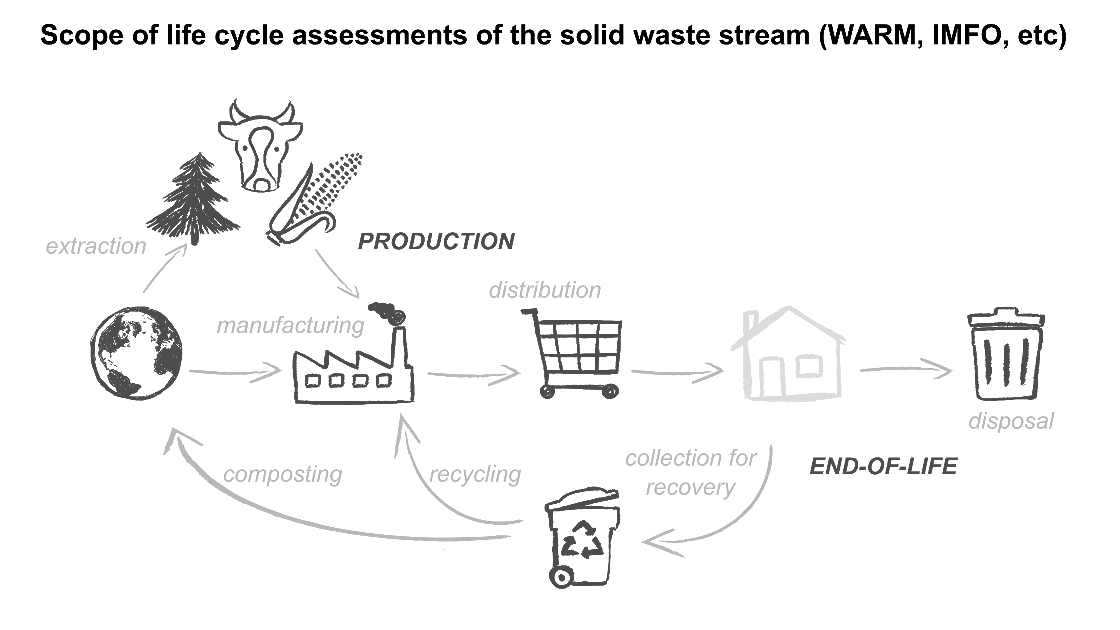 Scope of life cycle assessments of the solid waste stream (WARM, IMFO, etc)
extraction
PRODUCTION
distribution
manufacturing
disposal
collection for
recovery
END-OF-LIFE
composting
recycling